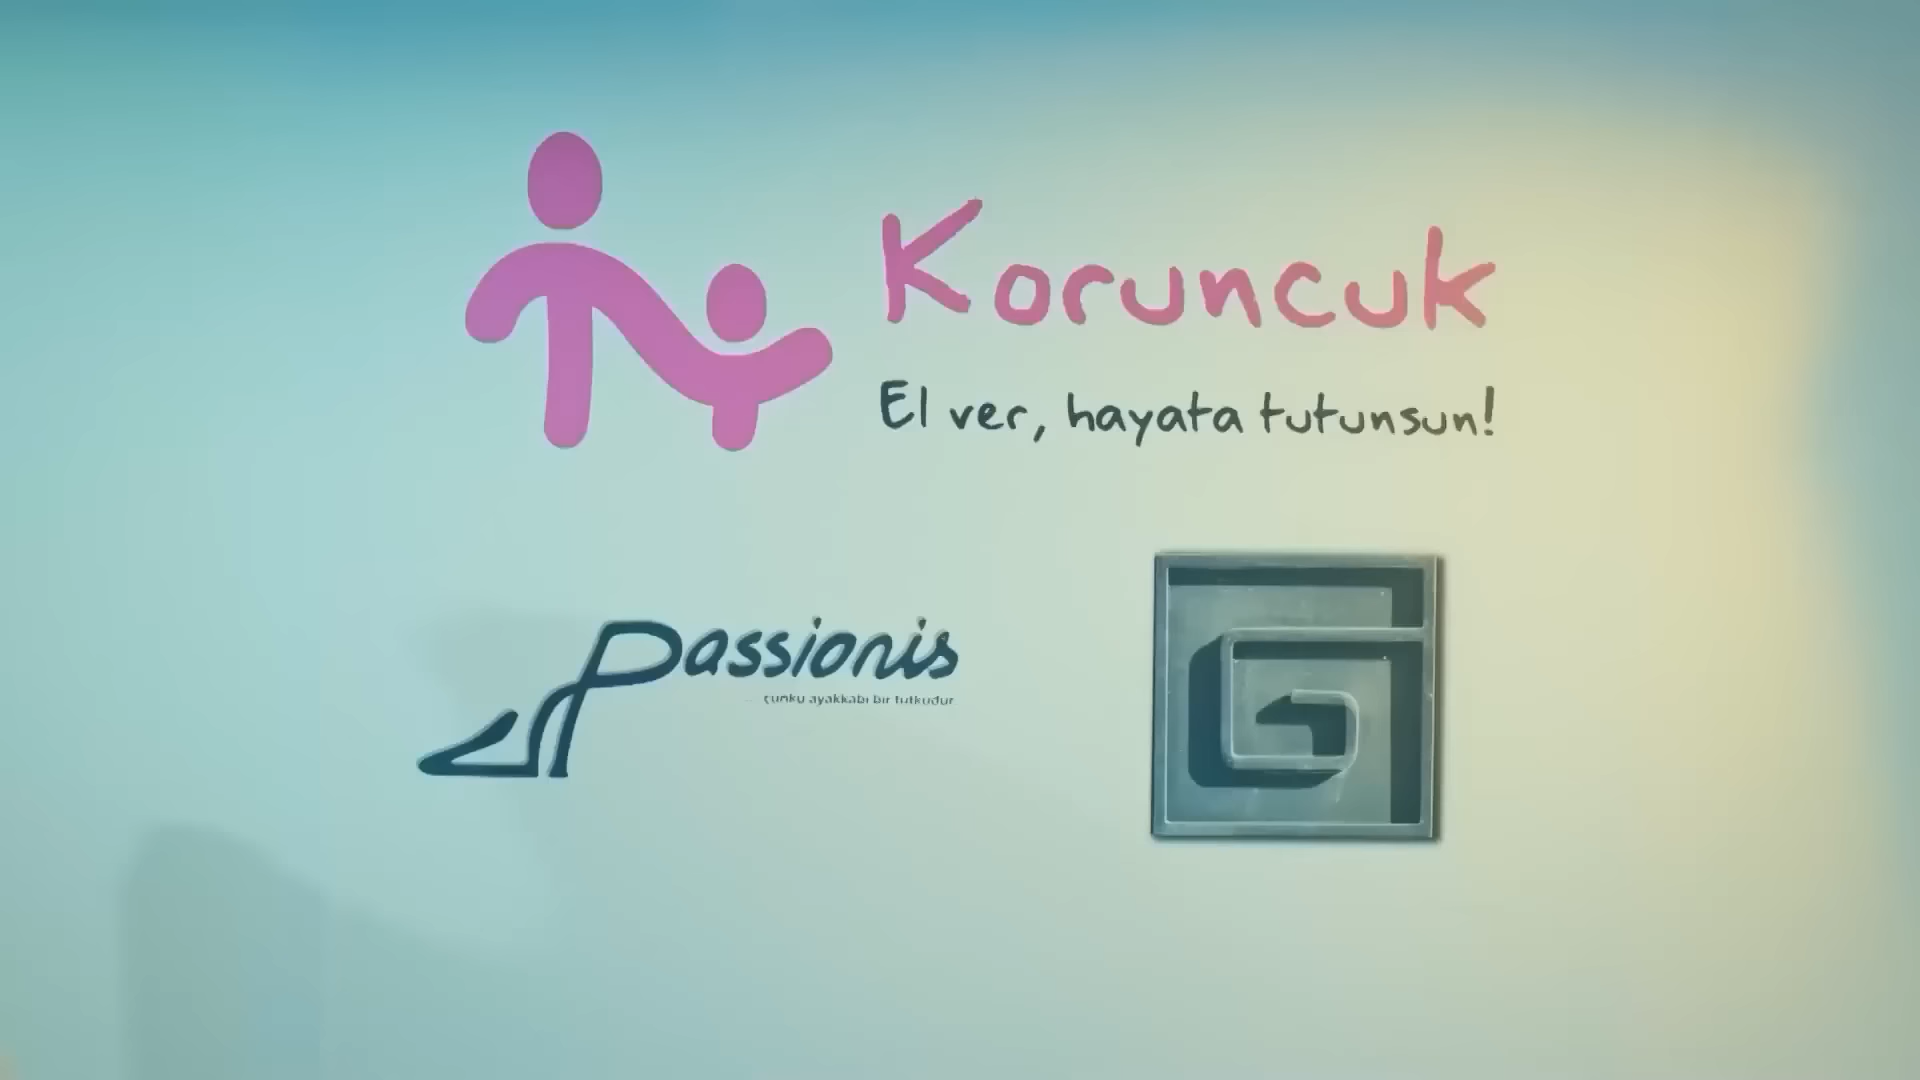 Koruncuk
El ver, hayata tutunsun!
Passionis
çünkü ayakkabı bir tutkudur
G